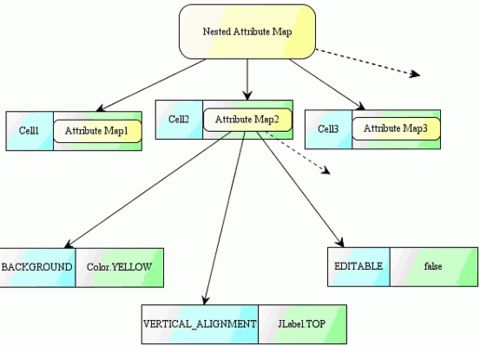 Nested Attribute Map
Cell1
Attribute Map1
Cell2
Attribute Map2
Cell3
Attribute Map3
BACKGROUND
Color.YELLOW
EDITABLE
false
VERTICAL_ALIGNMENT
JLabel.TOP